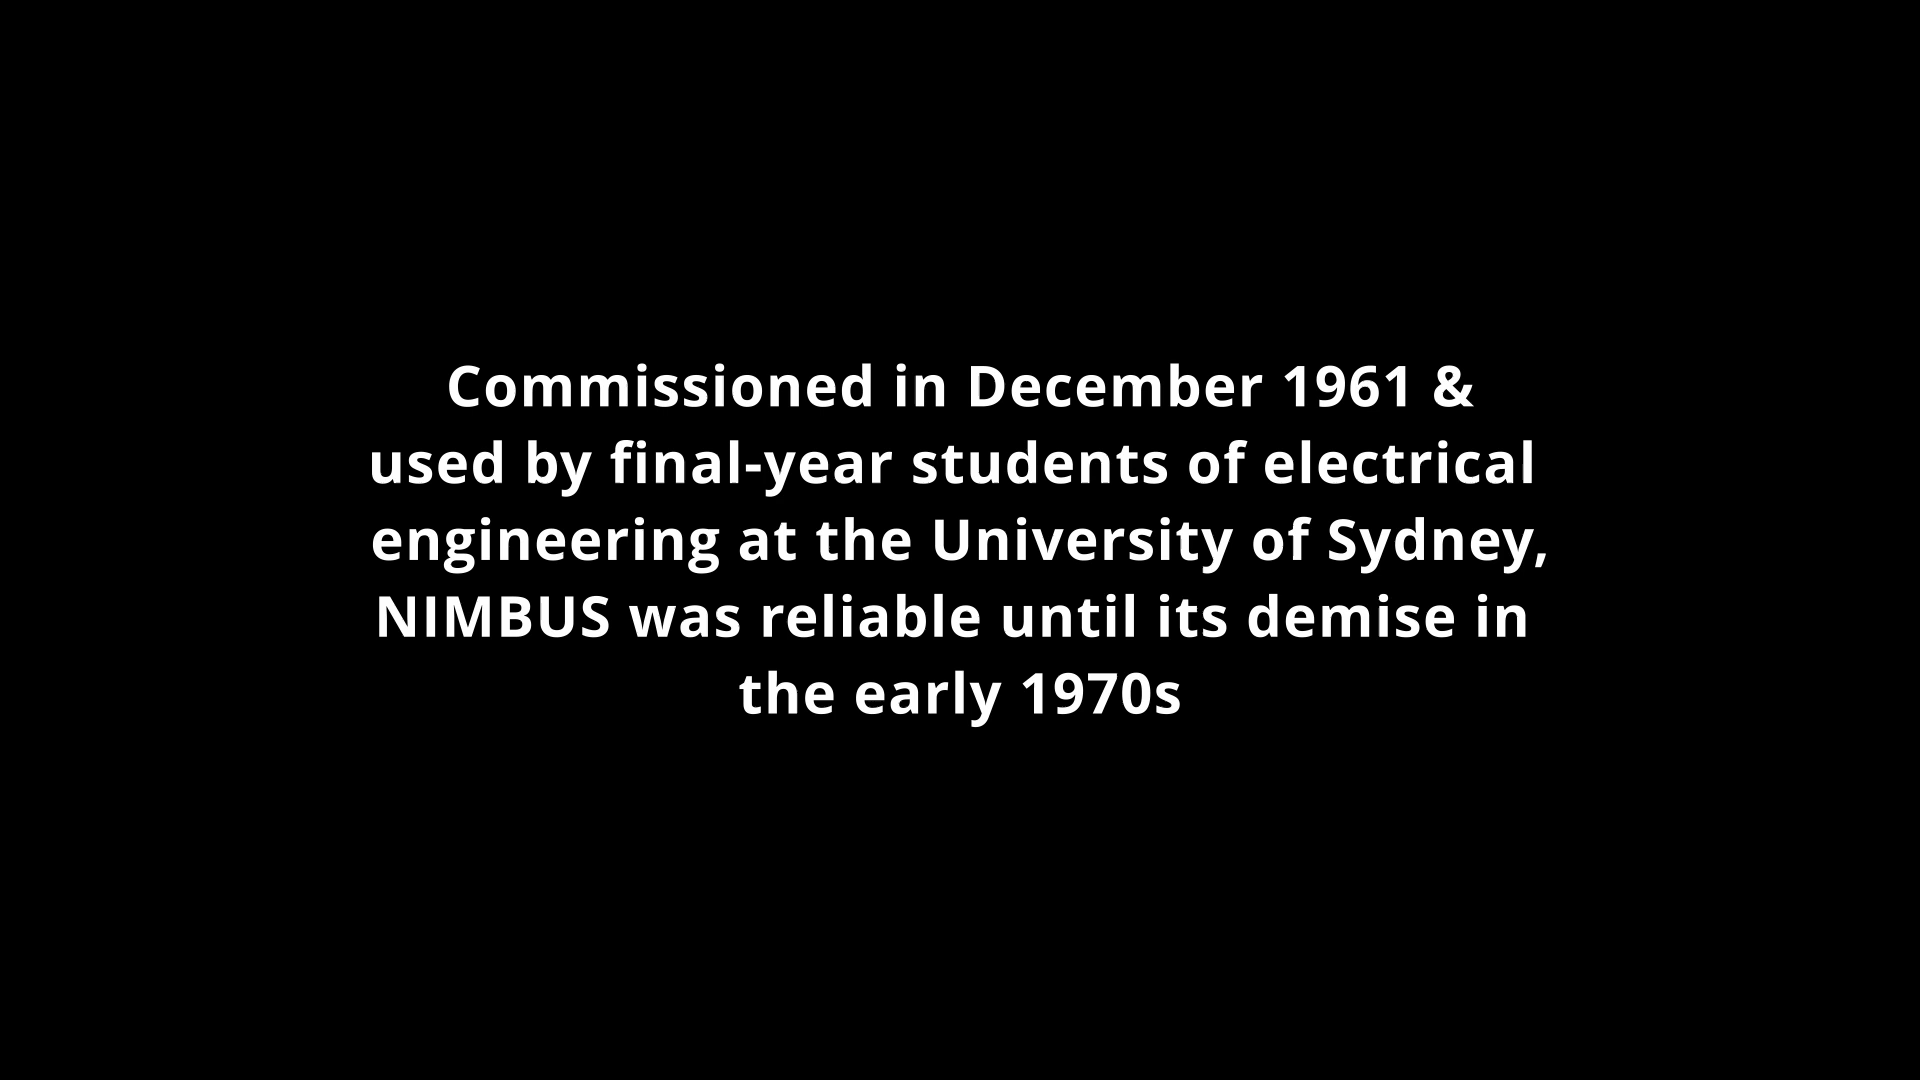 Commissioned in December 1961 &
used by final-year students of electrical
engineering at the University of Sydney,
NIMBUS was reliable until its demise in
the early 1970s